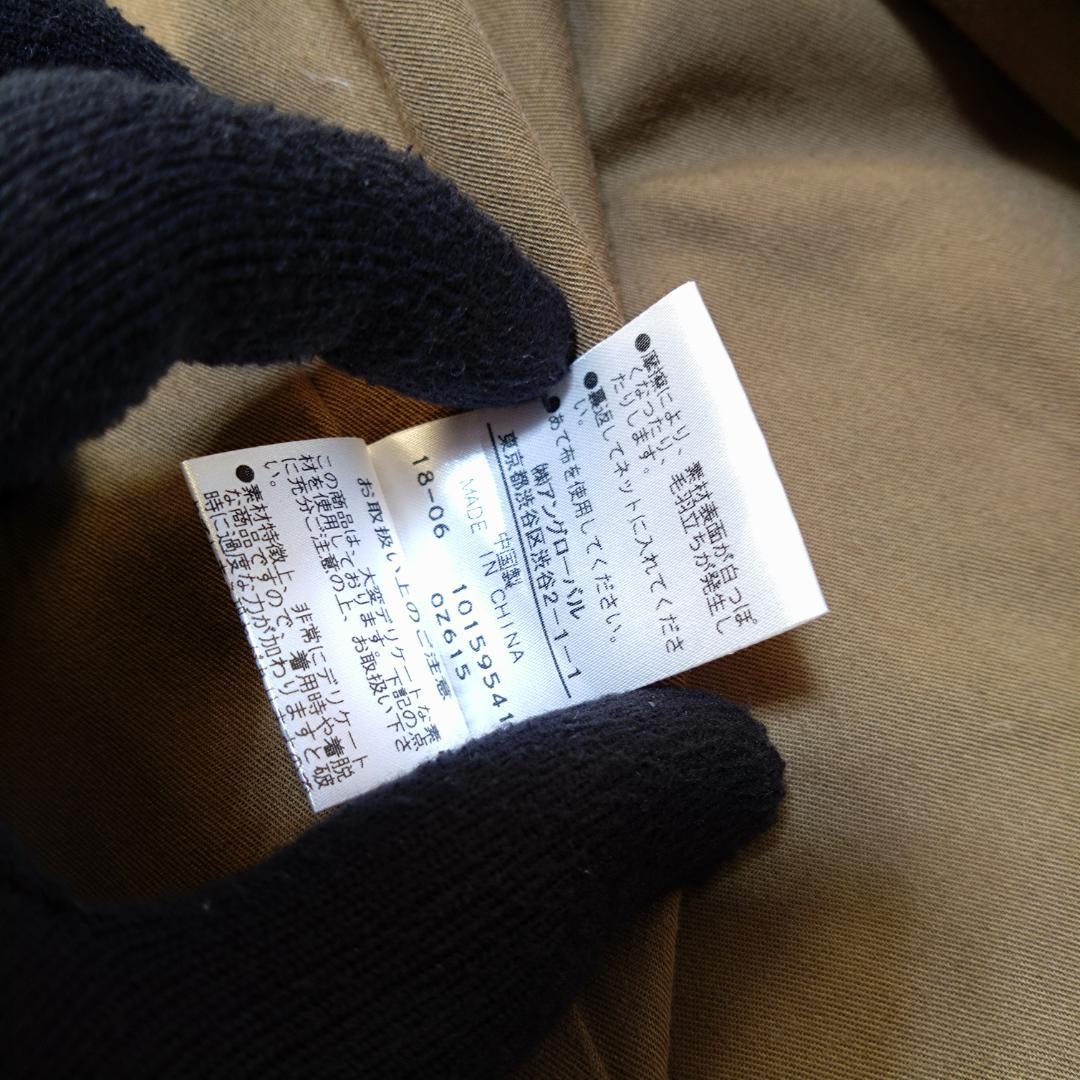 ●摩擦により、素材表面が白っぽ
くなったり、毛羽立ちが発生し
たりします。
●裏返してネットに入れてくださ
い。
●あて布を使用してください。
㈱アングローバル
東京都渋谷区渋谷2-1-1
中国製
MADE IN CHINA
1015954
18-06 0Z615
お取扱い上のご注意
この商品は、大変デリケートな素
材を使用しております。下記の点
に充分ご注意の上、お取扱い下さ
い。
●素材特徴上の 非常にデリケート
な商品ですので、着用時や着脱
時に過度な力が加わりますと破